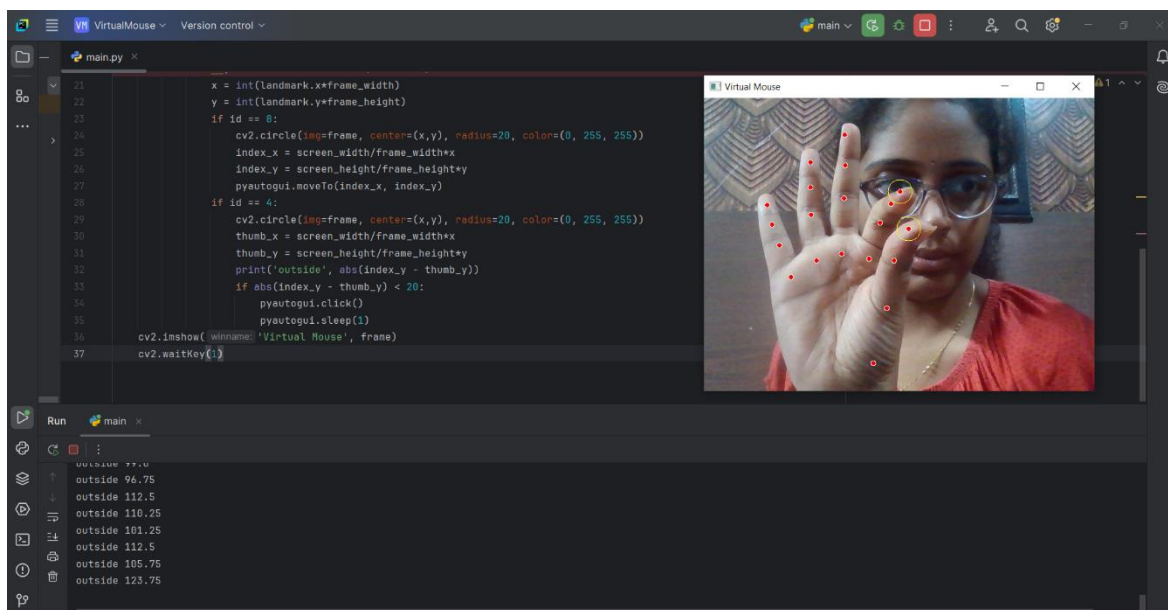 VM VirtualMouse Version control main
main.py
Virtual Mouse
1
21 x = int(landmark.x*frame_width)
22 y = int(landmark.y*frame_height)
23 if id == 8:
24 cv2.circle(img=frame, center=(x,y), radius=20, color=(0, 255, 255))
25 index_x = screen_width/frame_width*x
26 index_y = screen_height/frame_height*y
27 pyautogui.moveTo(index_x, index_y)
28 if id == 4:
29 cv2.circle(img=frame, center=(x,y), radius=20, color=(0, 255, 255))
30 thumb_x = screen_width/frame_width*x
31 thumb_y = screen_height/frame_height*y
32 print('outside', abs(index_y - thumb_y))
33 if abs(index_y - thumb_y) < 20:
34 pyautogui.click()
35 pyautogui.sleep(1)
36 cv2.imshow( winname: 'Virtual Mouse', frame)
37 cv2.waitKey(1)
Run main
outside 96.75
outside 112.5
outside 110.25
outside 101.25
outside 112.5
outside 105.75
outside 123.75